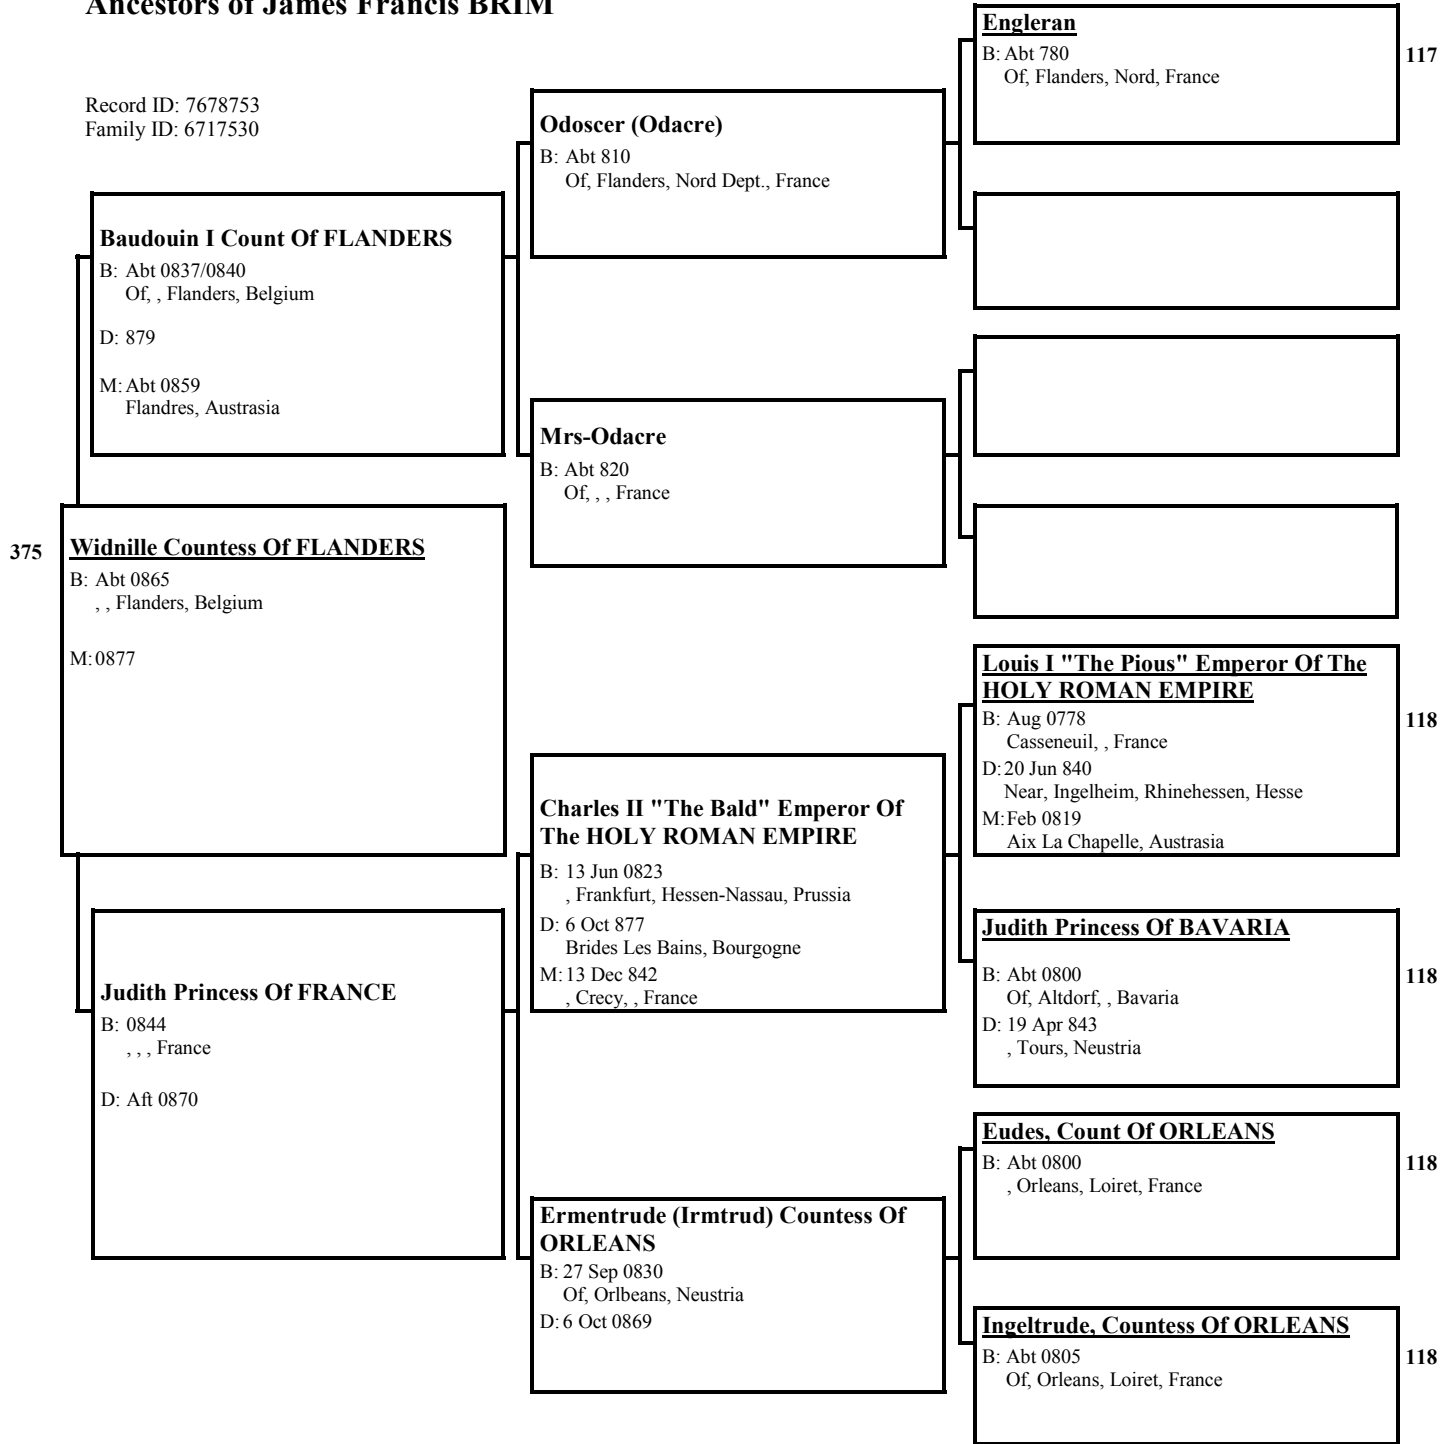 Ancestors of James Francis BRIM
Record ID: 7678753
Family ID: 6717530
Engleran
B: Abt 780
Of, Flanders, Nord, France
117
Odoscer (Odacre)
B: Abt 810
Of, Flanders, Nord Dept., France
Baudouin I Count Of FLANDERS
B: Abt 0837/0840
Of, , Flanders, Belgium
D: 879
M: Abt 0859
Flandres, Austrasia
Mrs-Odacre
B: Abt 820
Of, , , France
375
Widnille Countess Of FLANDERS
B: Abt 0865
, , Flanders, Belgium
M: 0877
Louis I "The Pious" Emperor Of The
HOLY ROMAN EMPIRE
B: Aug 0778
Casseneuil, , France
D: 20 Jun 840
Near, Ingelheim, Rhinehessen, Hesse
M: Feb 0819
Aix La Chapelle, Austrasia
118
Charles II "The Bald" Emperor Of
The HOLY ROMAN EMPIRE
B: 13 Jun 0823
, Frankfurt, Hessen-Nassau, Prussia
D: 6 Oct 877
Brides Les Bains, Bourgogne
M: 13 Dec 842
, Crecy, , France
Judith Princess Of BAVARIA
B: Abt 0800
Of, Altdorf, , Bavaria
D: 19 Apr 843
, Tours, Neustria
118
Judith Princess Of FRANCE
B: 0844
, , , France
D: Aft 0870
Eudes, Count Of ORLEANS
B: Abt 0800
, Orleans, Loiret, France
118
Ermentrude (Irmtrud) Countess Of
ORLEANS
B: 27 Sep 0830
Of, Orlbeans, Neustria
D: 6 Oct 0869
Ingeltrude, Countess Of ORLEANS
B: Abt 0805
Of, Orleans, Loiret, France
118